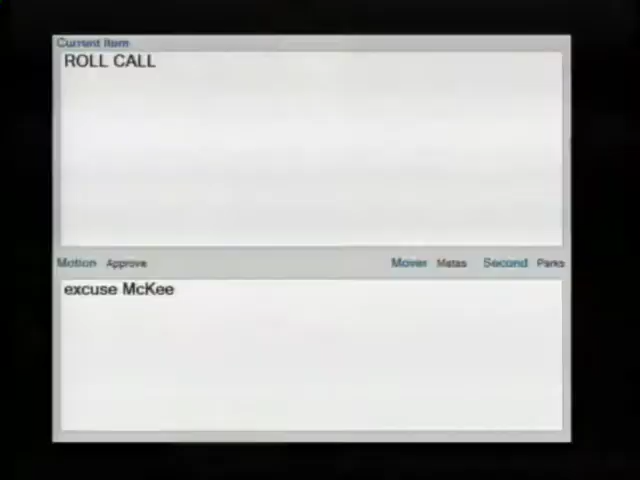 Current Item
ROLL CALL
Motion Approve Mover Matas Second Parks
excuse McKee